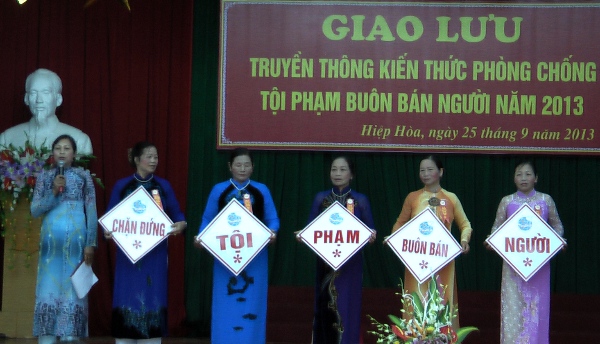 GIAO LƯU
TRUYỀN THÔNG KIẾN THỨC PHÒNG CHỐNG
TỘI PHẠM BUÔN BÁN NGƯỜI NĂM 2013
Hiệp Hòa, ngày 25 tháng 9 năm 2013
CHẶN ĐỨNG
TỘI
PHẠM
BUÔN BÁN
NGƯỜI